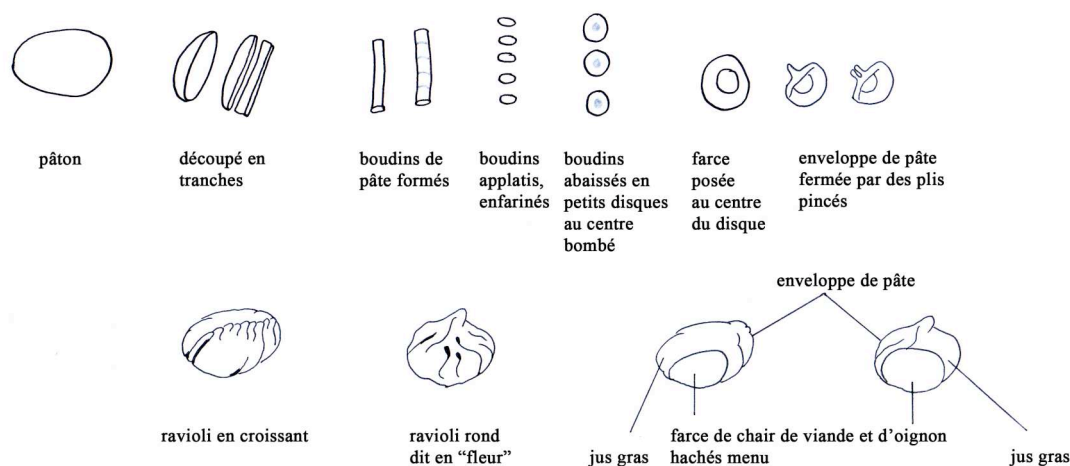 pâton
découpé en
tranches
boudins de
pâte formés
boudins
applatis,
enfarinés
boudins
abaissés en
petits disques
au centre
bombé
farce
posée
au centre
du disque
enveloppe de pâte
fermée par des plis
pincés
enveloppe de pâte
ravioli en croissant
ravioli rond
dit en “fleur”
jus gras
farce de chair de viande et d’oignon
hachés menu
jus gras